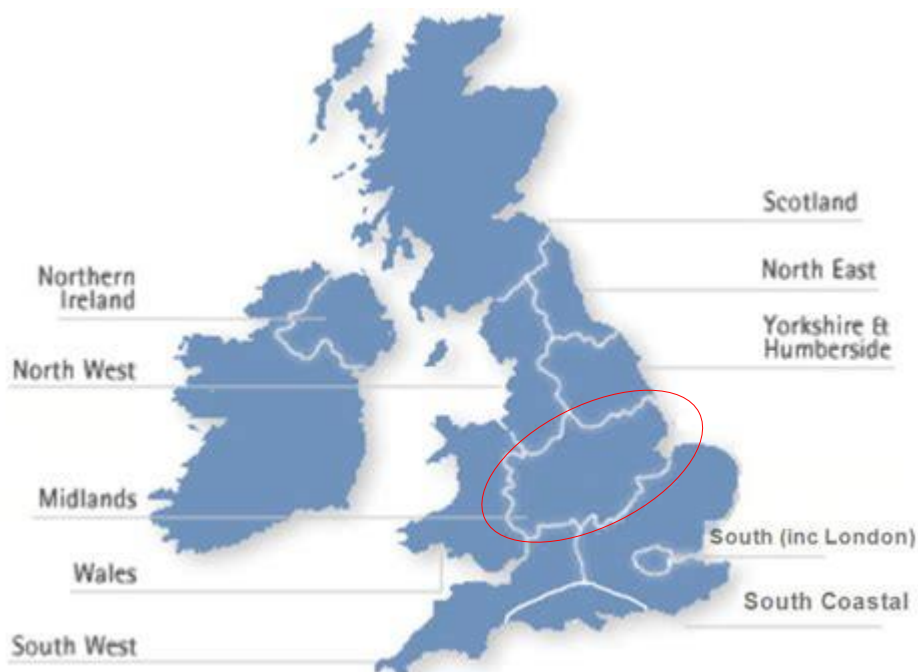 Scotland
North East
Northern
Ireland
Yorkshire &
Humberside
North West
Midlands
South (inc London)
Wales
South Coastal
South West